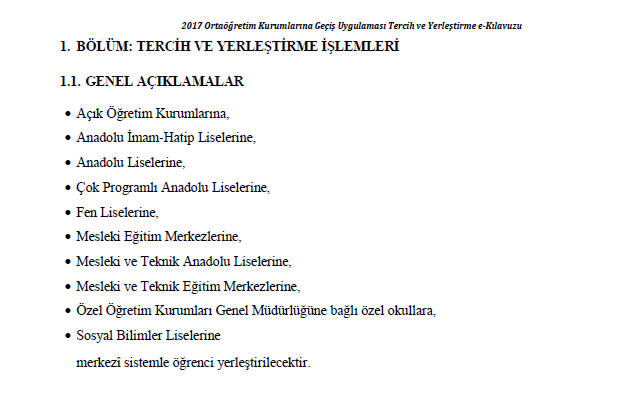 2017 Ortaöğretim Kurumlarına Geçiş Uygulaması Tercih ve Yerleştirme e-Kılavuzu
1. BÖLÜM: TERCİH VE YERLEŞTİRME İŞLEMLERİ
1.1. GENEL AÇIKLAMALAR
• Açık Öğretim Kurumlarına,
• Anadolu İmam-Hatip Liselerine,
• Anadolu Liselerine,
• Çok Programlı Anadolu Liselerine,
• Fen Liselerine,
• Mesleki Eğitim Merkezlerine,
• Mesleki ve Teknik Anadolu Liselerine,
• Mesleki ve Teknik Eğitim Merkezlerine,
• Özel Öğretim Kurumları Genel Müdürlüğüne bağlı özel okullara,
• Sosyal Bilimler Liselerine
merkezî sistemle öğrenci yerleştirilecektir.